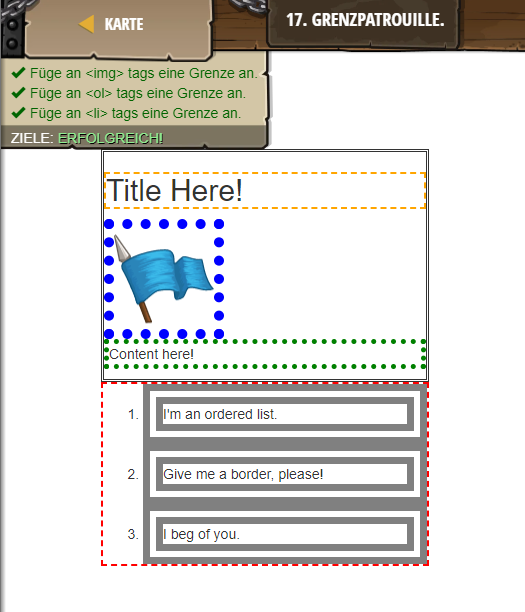 KARTE
17. GRENZPATROUILLE.
Füge an <img> tags eine Grenze an.
Füge an <ol> tags eine Grenze an.
Füge an <li> tags eine Grenze an.
ZIELE: ERFOLGREICH!
Title Here!
Content here!
1. I'm an ordered list.
2. Give me a border, please!
3. I beg of you.